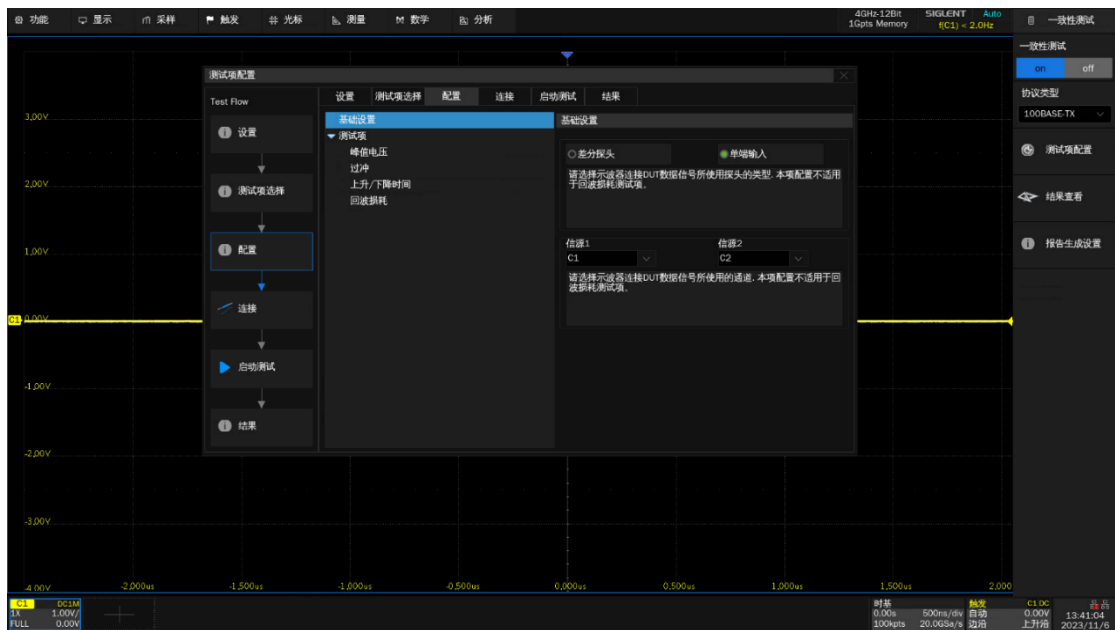 功能 显示 采样 触发 光标 测量 数学 分析
4GHz-12Bit
1Gpts Memory
SIGLENT Auto
f(C1) < 2.0Hz
一致性测试
一致性测试
on off
协议类型
100BASE-TX
测试项配置
结果查看
报告生成设置
测试项配置
Test Flow
设置
测试项选择
配置
连接
启动测试
结果
设置 测试项选择 配置 连接 启动测试 结果
基础设置
测试项
峰值电压
过冲
上升/下降时间
回波损耗
基础设置
差分探头 单端输入
请选择示波器连接DUT数据信号所使用探头的类型. 本项配置不适用
于回波损耗测试项.
信源1 信源2
C1 C2
请选择示波器连接DUT数据信号所使用的通道. 本项配置不适用于回
波损耗测试项.
3.00V
2.00V
1.00V
C1 0.00V
-1.00V
-2.00V
-3.00V
-4.00V
-2.000us -1.500us -1.000us -0.500us 0.000us 0.500us 1.000us 1.500us 2.000
C1 DC1M
1X 1.00V/
FULL 0.00V
时基
0.00s 500ns/div
100kpts 20.0GSa/s
触发 C1 DC
自动 0.00V
边沿 上升沿
13:41:04
2023/11/6